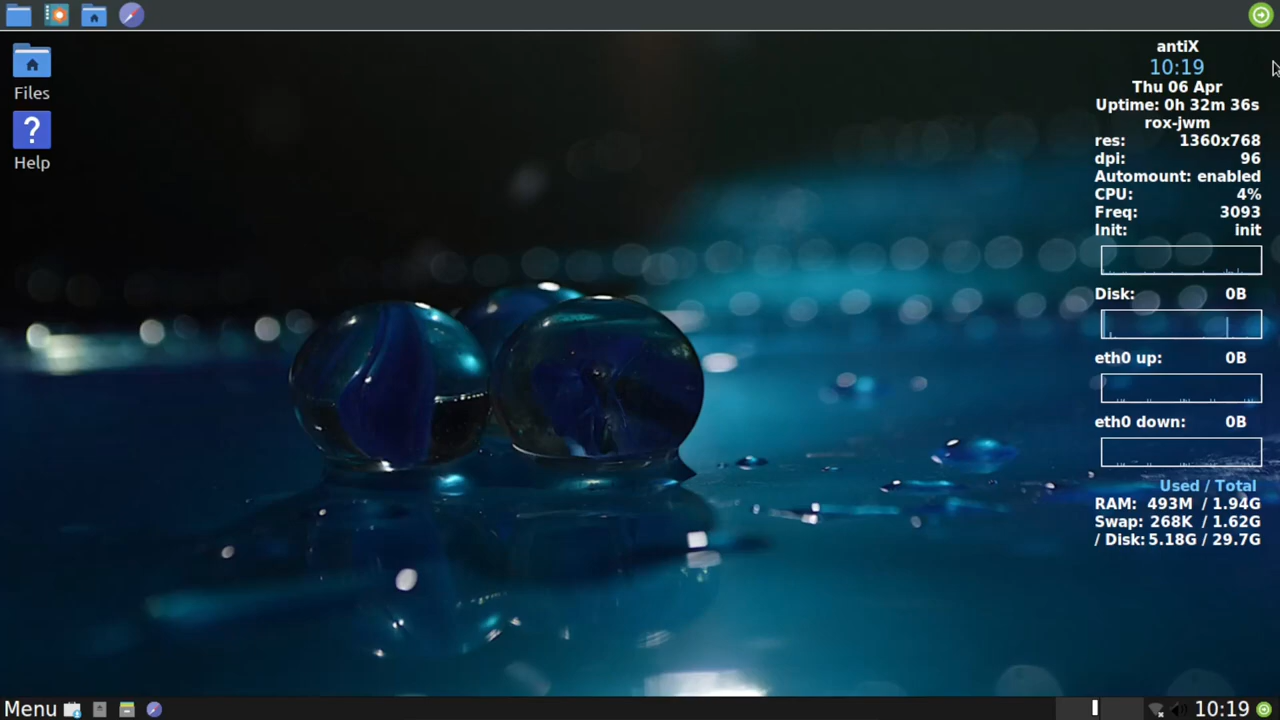 Files
?
Help
antiX
10:19
Thu 06 Apr
Uptime: 0h 32m 36s
rox-jwm
res: 1360x768
dpi: 96
Automount: enabled
CPU: 4%
Freq: 3093
Init: init
Disk: 0B
eth0 up: 0B
eth0 down: 0B
Used / Total
RAM: 493M / 1.94G
Swap: 268K / 1.62G
/ Disk: 5.18G / 29.7G
Menu 10:19